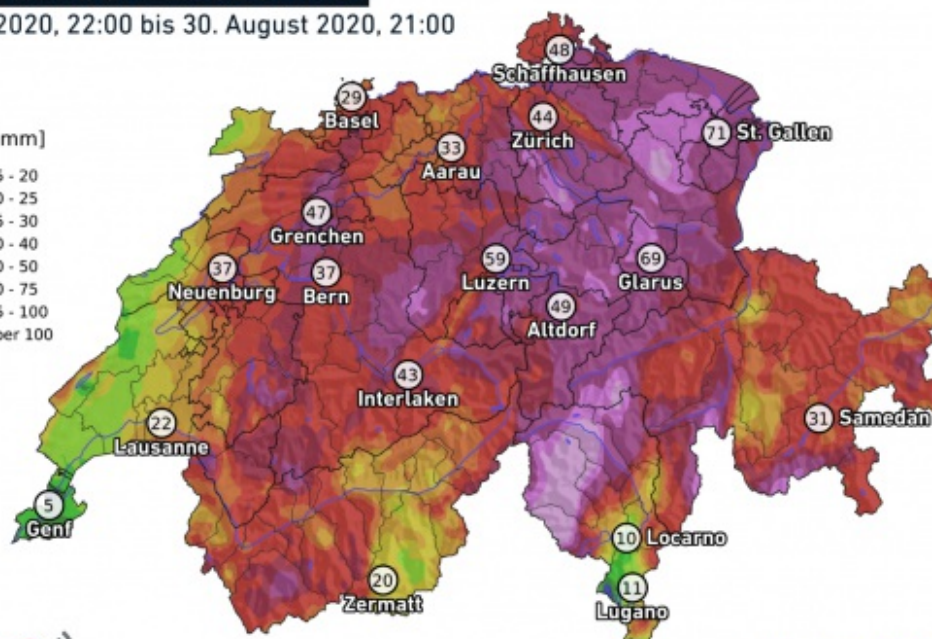 2020, 22:00 bis 30. August 2020, 21:00
mm]
- 20
- 25
- 30
- 40
- 50
- 75
- 100
er 100
48
Schaffhausen
29
Basel
44
Zürich
71 St. Gallen
33
Aarau
47
Grenchen
59
Luzern
69
Glarus
37
Neuenburg
37
Bern
49
Altdorf
43
Interlaken
22
Lausanne
31 Samedan
5
Genf
10 Locarno
20
Zermatt
11
Lugano